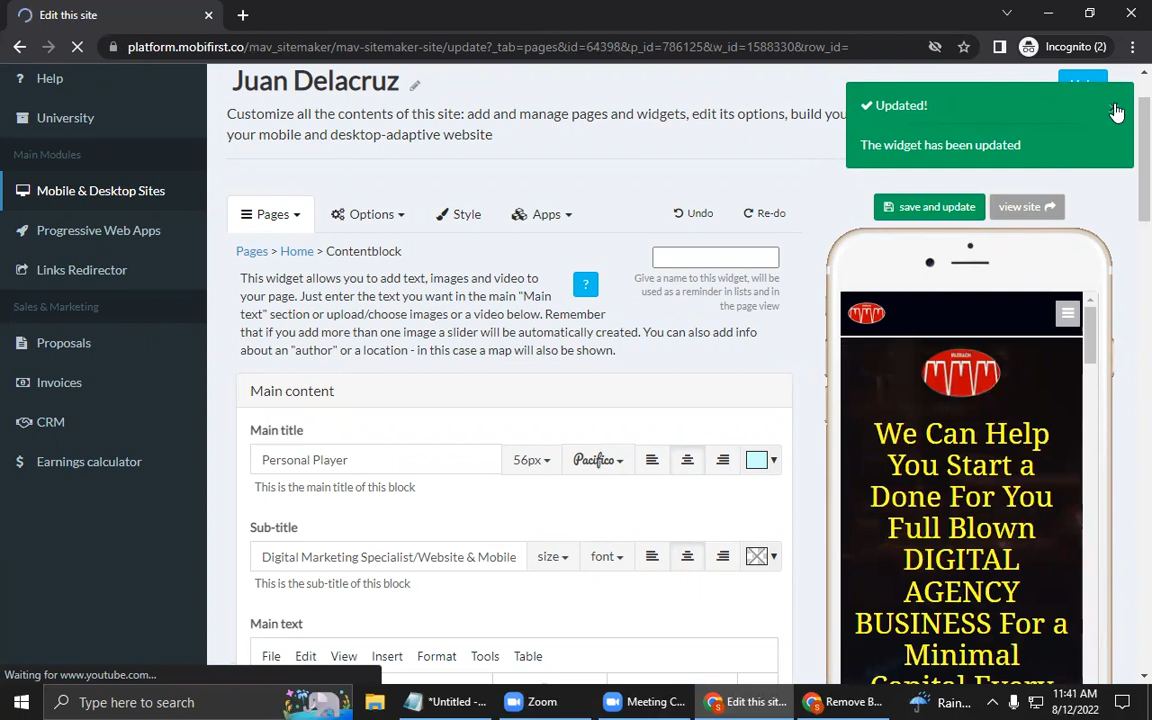 Edit this site
platform.mobifirst.co/mav_sitemaker/mav-sitemaker-site/update?_tab=pages&id=64398&p_id=786125&w_id=1588330&row_id=
Incognito (2)
Help
University
Main Modules
Mobile & Desktop Sites
Progressive Web Apps
Links Redirector
Sales & Marketing
Proposals
Invoices
CRM
Earnings calculator
Juan Delacruz
Customize all the contents of this site: add and manage pages and widgets, edit its options, build you
your mobile and desktop-adaptive website
Updated!
The widget has been updated
Pages
Options
Style
Apps
Undo
Re-do
save and update
view site
Pages > Home > Contentblock
This widget allows you to add text, images and video to
your page. Just enter the text you want in the main "Main
text" section or upload/choose images or a video below. Remember
that if you add more than one image a slider will be automatically created. You can also add info
about an "author" or a location - in this case a map will also be shown.
?
Give a name to this widget, will be
used as a reminder in lists and in
the page view
Main content
Main title
Personal Player
56px
Pacifico
This is the main title of this block
Sub-title
Digital Marketing Specialist/Website & Mobile
size
font
This is the sub-title of this block
Main text
File Edit View Insert Format Tools Table
We Can Help
You Start a
Done For You
Full Blown
DIGITAL
AGENCY
BUSINESS For a
Minimal
Capital Every
Waiting for www.youtube.com...
Type here to search
*Untitled -...
Zoom
Meeting C...
Edit this sit...
Remove B...
Rain...
11:41 AM
8/12/2022